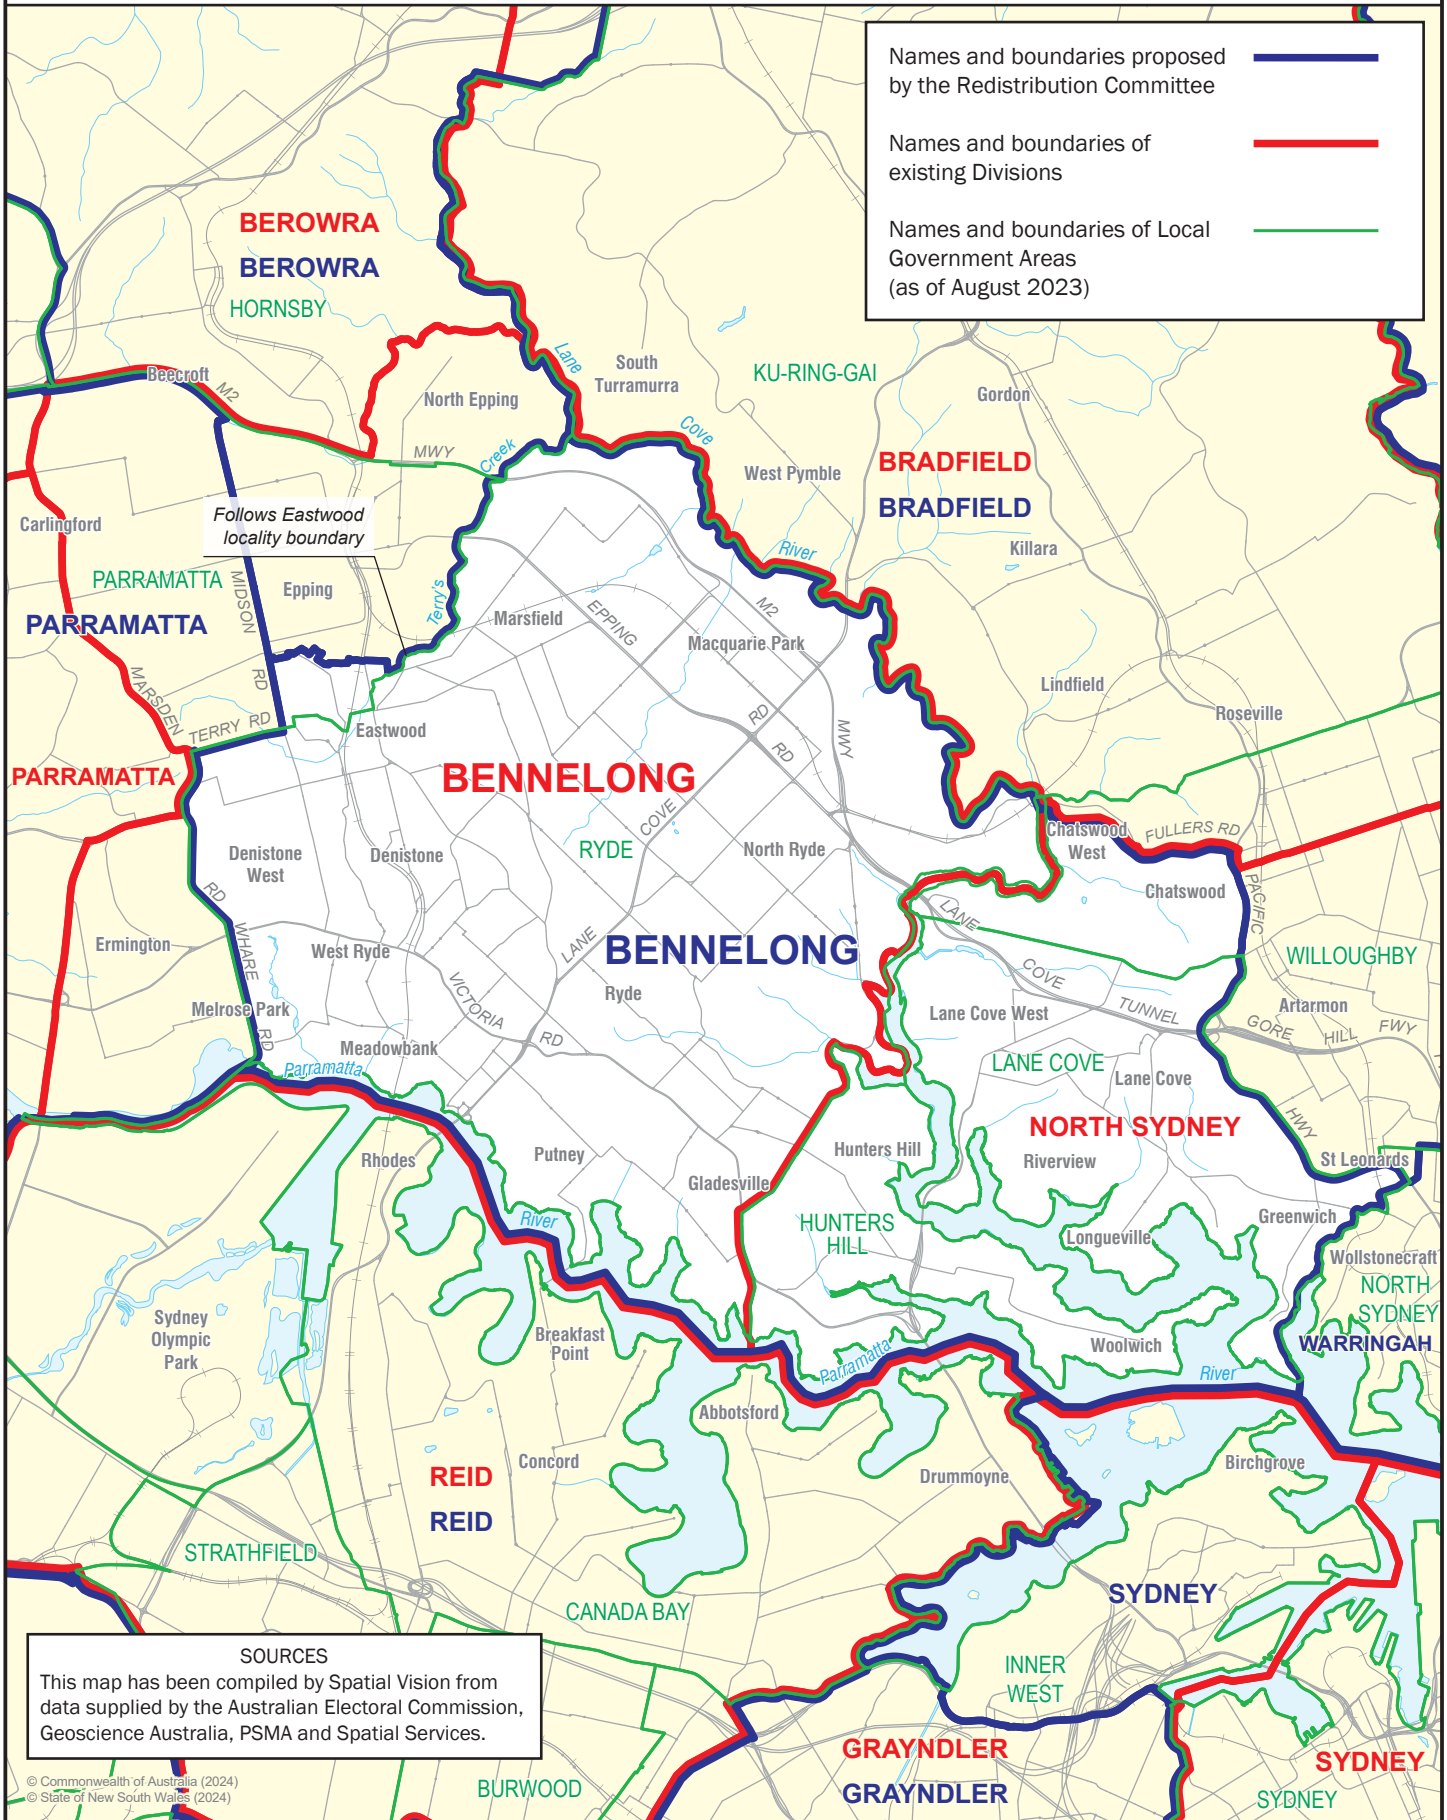 Names and boundaries proposed
by the Redistribution Committee
Names and boundaries of
existing Divisions
Names and boundaries of Local
Government Areas
(as of August 2023)
BEROWRA
BEROWRA
HORNSBY
Beecroft
M2
North Epping
MWY
Creek
Lane
South
Turramurra
KU-RING-GAI
Cove
Gordon
West Pymble
BRADFIELD
BRADFIELD
River
Killara
Carlingford
Follows Eastwood
locality boundary
PARRAMATTA
PARRAMATTA
MIDSON
RD
Epping
Terry's
Marsfield
EPPING
RD
M2
MWY
Macquarie Park
Lindfield
Roseville
MARSDEN
RD
TERRY RD
Eastwood
PARRAMATTA
BENNELONG
RYDE
LANE
COVE
RD
North Ryde
Chatswood
West
FULLERS RD
Chatswood
PACIFIC
HWY
Denistone
West
Denistone
Ermington
WHARF
RD
West Ryde
BENNELONG
Ryde
VICTORIA
RD
LANE
COVE
TUNNEL
WILLOUGHBY
Artarmon
GORE
HILL
FWY
Lane Cove West
LANE COVE
Lane Cove
Melrose Park
Meadowbank
Parramatta
NORTH SYDNEY
Hunters Hill
Riverview
St Leonards
Rhodes
Putney
Gladesville
River
HUNTERS
HILL
Longueville
Greenwich
Wollstonecraft
NORTH
SYDNEY
WARRINGAH
Sydney
Olympic
Park
Breakfast
Point
Parramatta
Woolwich
River
Abbotsford
Concord
REID
REID
Drummoyne
Birchgrove
STRATHFIELD
CANADA BAY
SYDNEY
INNER
WEST
SOURCES
This map has been compiled by Spatial Vision from
data supplied by the Australian Electoral Commission,
Geoscience Australia, PSMA and Spatial Services.
© Commonwealth of Australia (2024)
© State of New South Wales (2024)
BURWOOD
GRAYNDLER
GRAYNDLER
SYDNEY
SYDNEY